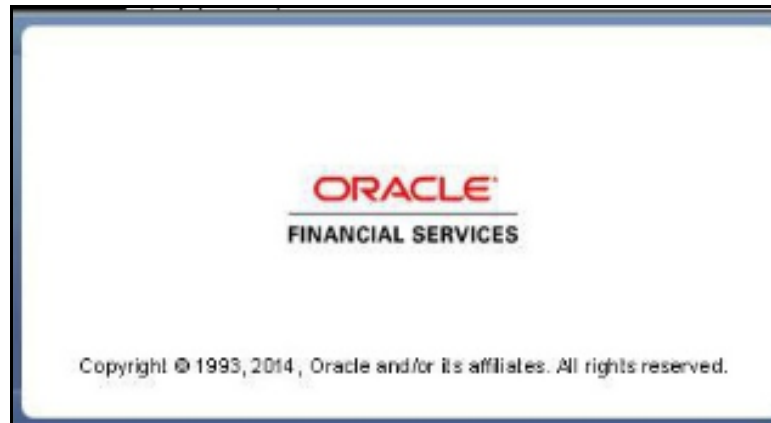 ORACLE
FINANCIAL SERVICES
Copyright © 1993, 2014 , Oracle and/or its affiliates. All rights reserved.